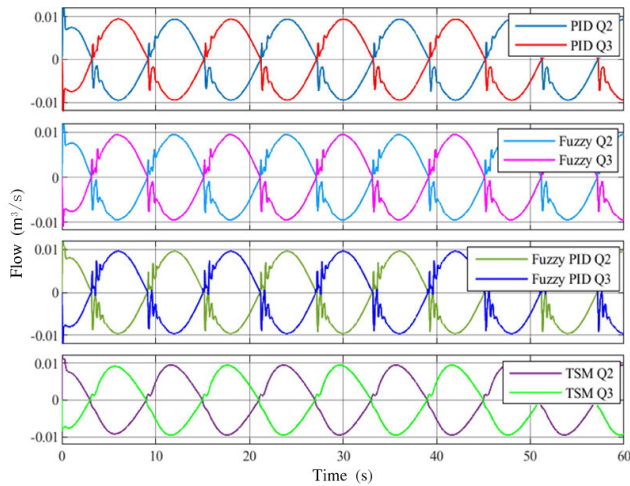 0.01
0
-0.01
PID Q2
PID Q3
0.01
0
-0.01
Fuzzy Q2
Fuzzy Q3
0.01
0
-0.01
Fuzzy PID Q2
Fuzzy PID Q3
0.01
0
-0.01
TSM Q2
TSM Q3
0 10 20 30 40 50 60
Time (s)
Flow (m³/s)